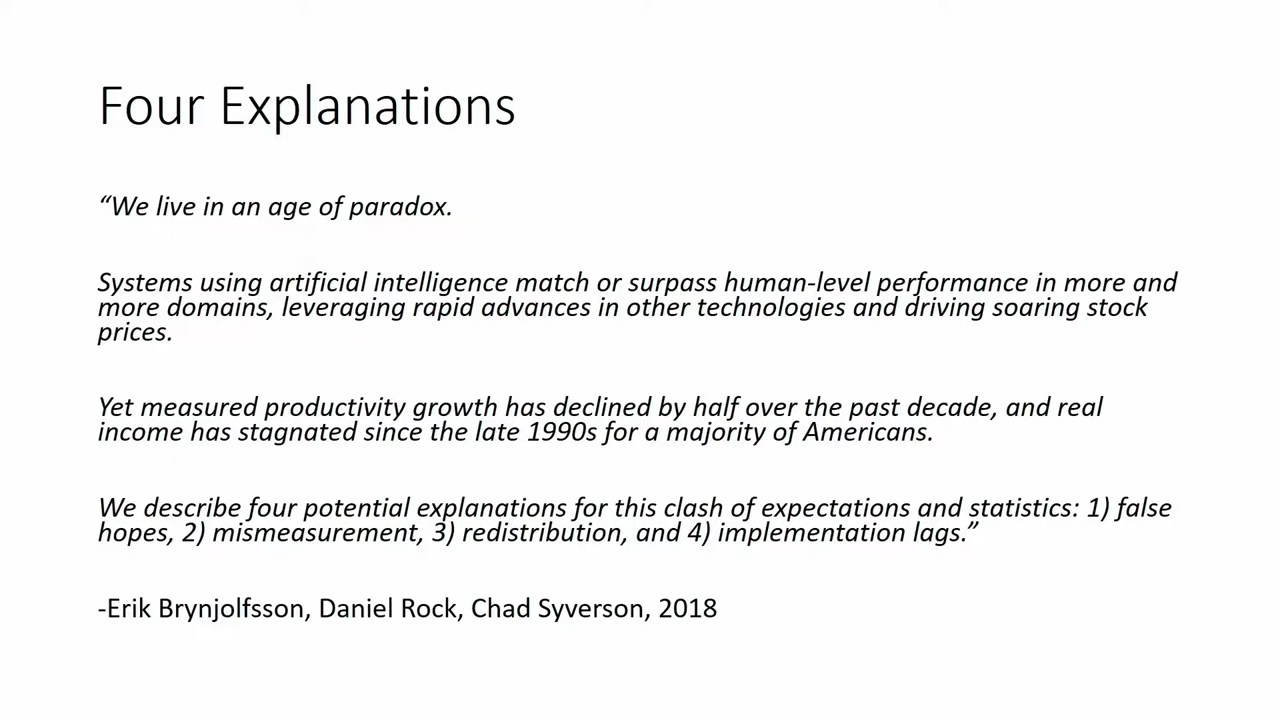 Four Explanations
“We live in an age of paradox.
Systems using artificial intelligence match or surpass human-level performance in more and
more domains, leveraging rapid advances in other technologies and driving soaring stock
prices.
Yet measured productivity growth has declined by half over the past decade, and real
income has stagnated since the late 1990s for a majority of Americans.
We describe four potential explanations for this clash of expectations and statistics: 1) false
hopes, 2) mismeasurement, 3) redistribution, and 4) implementation lags.”
-Erik Brynjolfsson, Daniel Rock, Chad Syverson, 2018